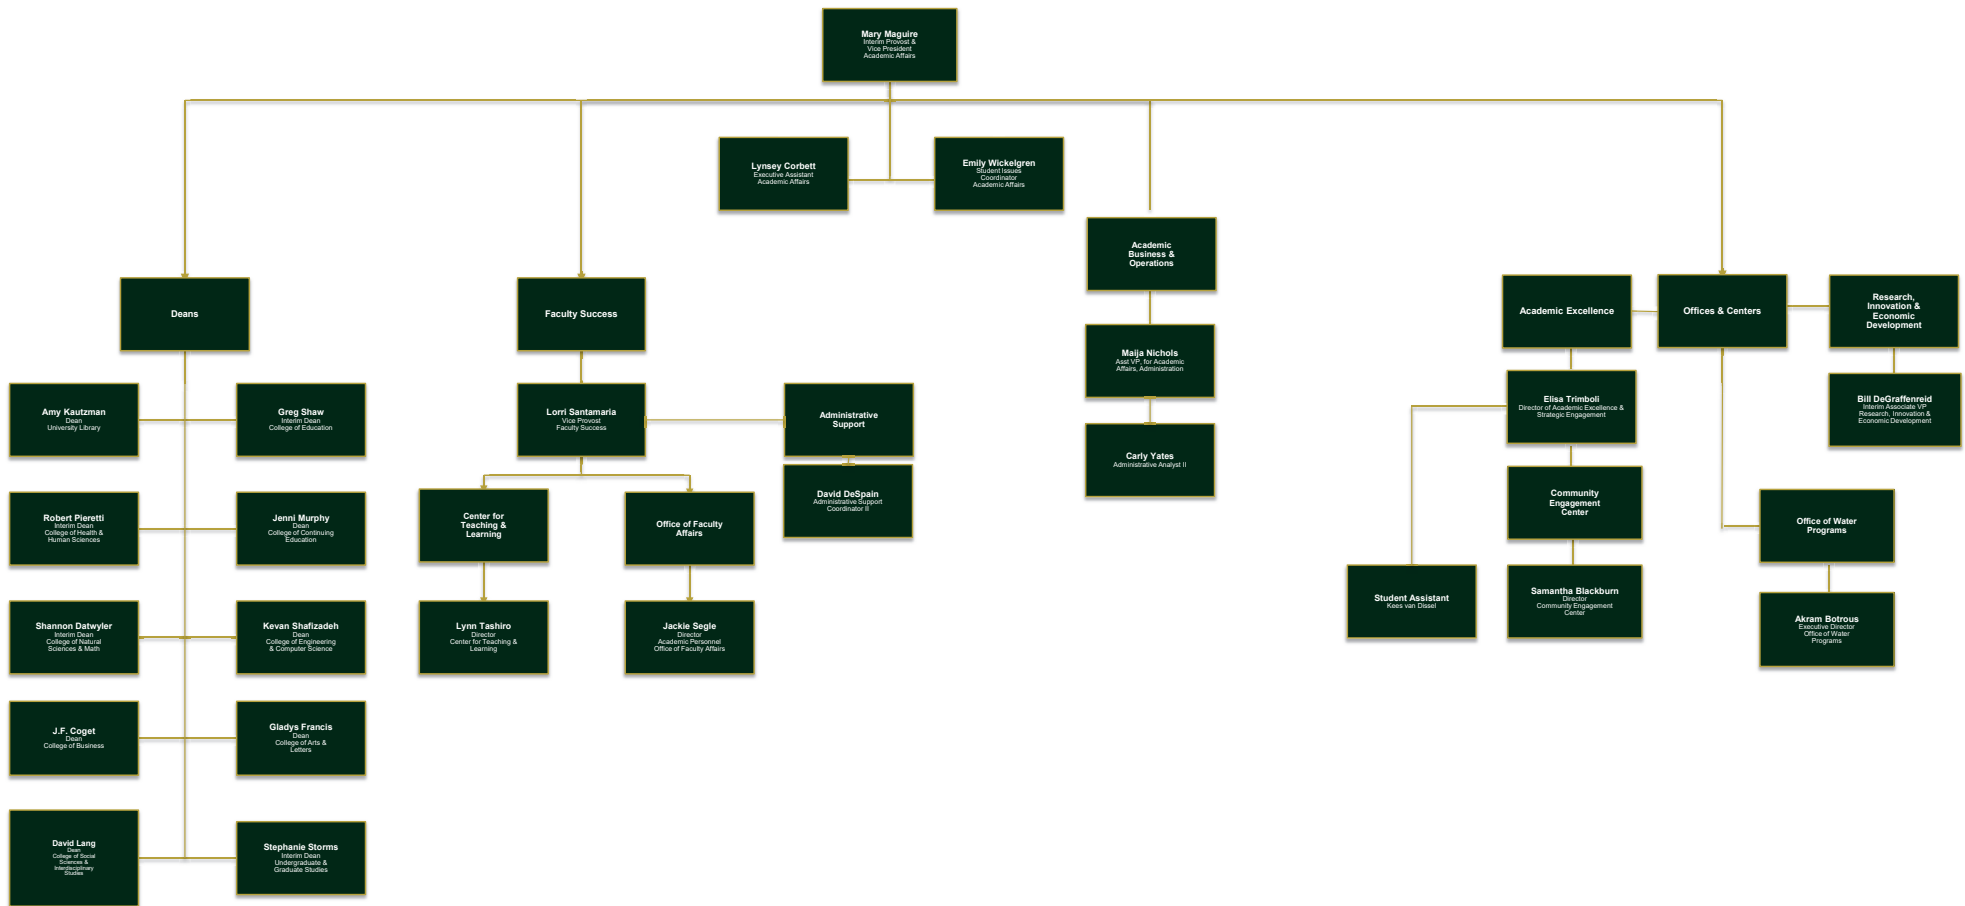 Mary Maguire
Interim Provost &
Vice President
Academic Affairs
Lynsey Corbett
Executive Assistant
Academic Affairs
Emily Wickelgren
Student Issues
Coordinator
Academic Affairs
Academic
Business &
Operations
Deans
Faculty Success
Academic Excellence
Offices & Centers
Research,
Innovation &
Economic
Development
Maija Nichols
Asst VP, for Academic
Affairs, Administration
Carly Yates
Administrative Analyst II
Amy Kautzman
Dean
University Library
Greg Shaw
Interim Dean
College of Education
Robert Pieretti
Interim Dean
College of Health &
Human Sciences
Jenni Murphy
Dean
College of Continuing
Education
Shannon Datwyler
Interim Dean
College of Natural
Sciences & Math
Kevan Shafizadeh
Dean
College of Engineering
& Computer Science
J.F. Coget
Dean
College of Business
Gladys Francis
Dean
College of Arts &
Letters
David Lang
Dean
College of Social
Sciences &
Interdisciplinary
Studies
Stephanie Storms
Interim Dean
Undergraduate &
Graduate Studies
Lorri Santamaria
Vice Provost
Faculty Success
Administrative
Support
David DeSpain
Administrative Support
Coordinator II
Center for
Teaching &
Learning
Office of Faculty
Affairs
Lynn Tashiro
Director
Center for Teaching &
Learning
Jackie Segle
Director
Academic Personnel
Office of Faculty Affairs
Elisa Trimboli
Director of Academic Excellence &
Strategic Engagement
Bill DeGraffenreid
Interim Associate VP
Research, Innovation &
Economic Development
Community
Engagement
Center
Office of Water
Programs
Student Assistant
Kees van Dissel
Samantha Blackburn
Director
Community Engagement
Center
Akram Botrous
Executive Director
Office of Water
Programs